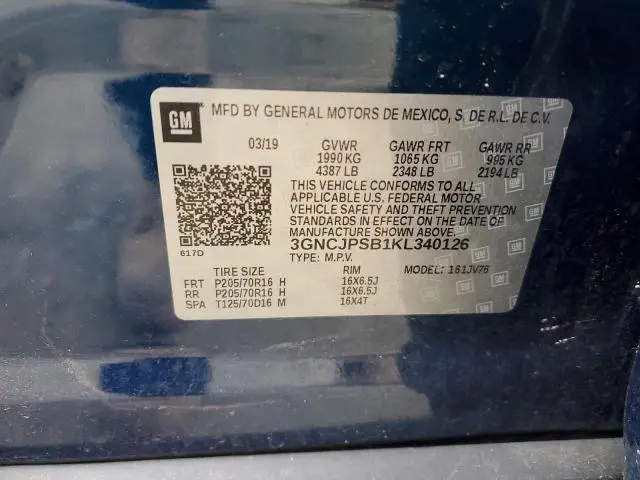 GM
MFD BY GENERAL MOTORS DE MEXICO, S. DE R.L. DE C.V.
03/19 GVWR GAWR FRT GAWR RR
1990 KG 1065 KG 995 KG
4387 LB 2348 LB 2194 LB
THIS VEHICLE CONFORMS TO ALL
APPLICABLE U.S. FEDERAL MOTOR
VEHICLE SAFETY AND THEFT
PREVENTION STANDARDS IN
EFFECT ON THE DATE OF
MANUFACTURE SHOWN ABOVE.
617D
3GNCJPSB1KL340126
TYPE: M.P.V.
TIRE SIZE RIM MODEL: 161JV76
FRT P205/70R16 H 16X6.5J
RR P205/70R16 H 16X6.5J
SPA T125/70D16 M 16X4T